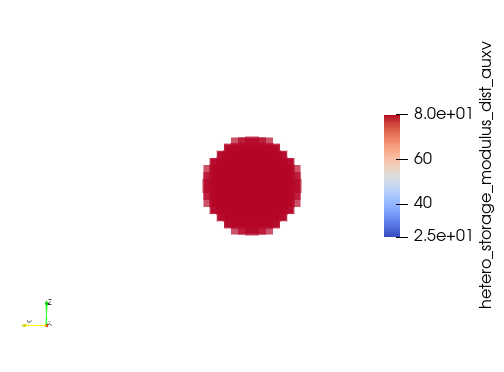 8.0e+01
60
40
2.5e+01
hetero_storage_modulus_dist_auxv
Z
Y